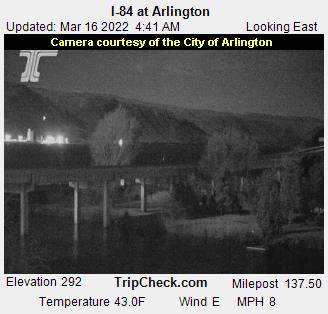 I-84 at Arlington
Updated: Mar 16 2022 4:41 AM Looking East
Camera courtesy of the City of Arlington
Elevation 292 TripCheck.com Milepost 137.50
Temperature 43.0F Wind E MPH 8